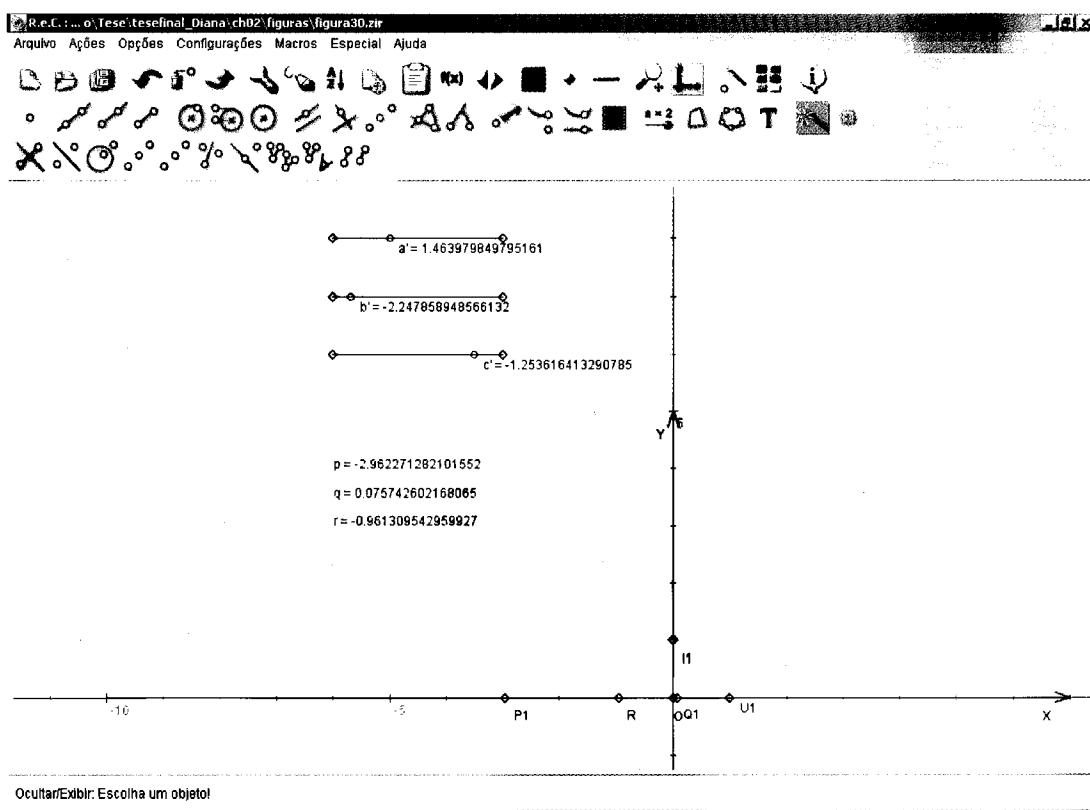 R.e.C. : ... o\Tese\tesefinal_Diana\ch02\figuras\figura30.zir
Arquivo Ações Opções Configurações Macros Especial Ajuda
f(x)
a=2
T
a' = 1.463979849795161
b' = -2.247858948566132
c' = -1.253616413290785
Y
p = -2.962271282101552
q = 0.075742602168065
r = -0.961309542959927
I1
-10
-5
P1
R
O
Q1
U1
X
Ocultar/Exibir: Escolha um objeto!